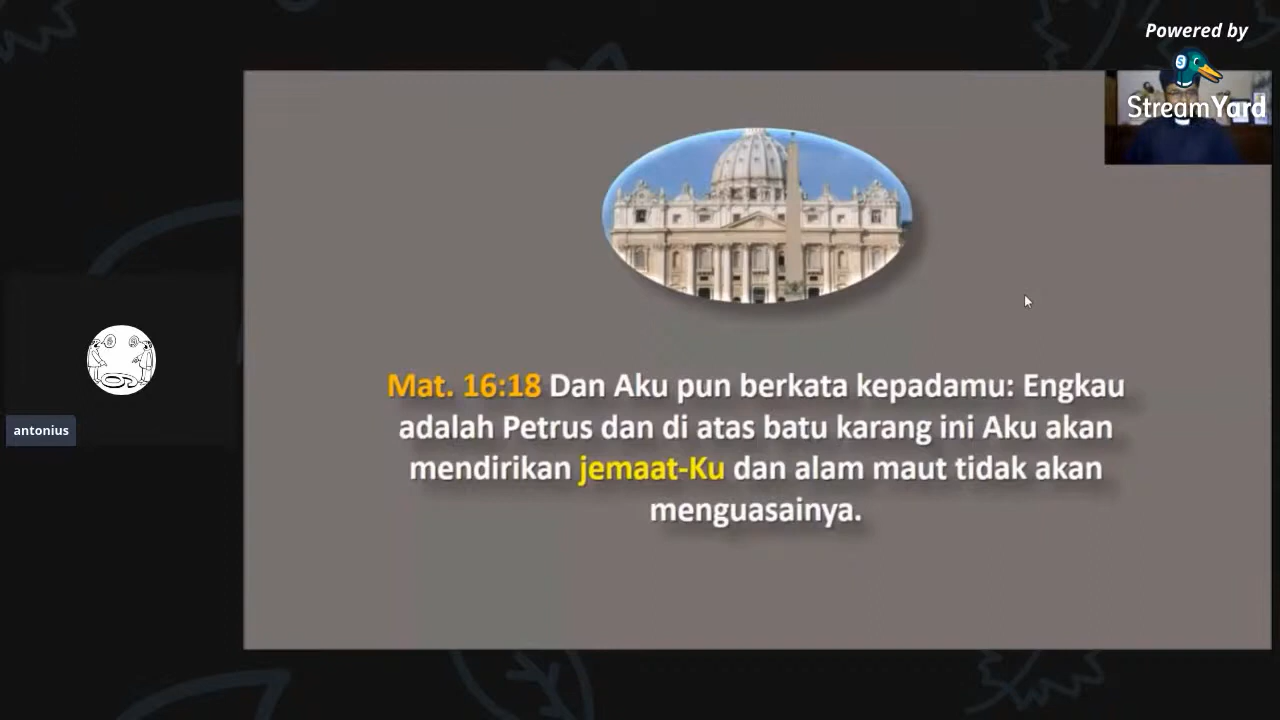 Powered by
StreamYard
Mat. 16:18 Dan Aku pun berkata kepadamu: Engkau
adalah Petrus dan di atas batu karang ini Aku akan
mendirikan jemaat-Ku dan alam maut tidak akan
menguasainya.
antonius